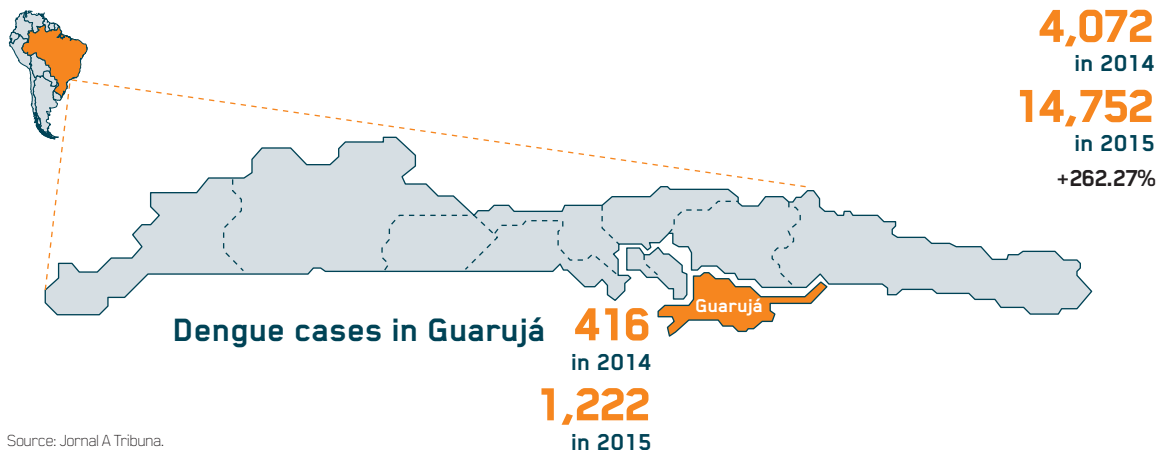 4,072
in 2014
14,752
in 2015
+262.27%
Guarujá
Dengue cases in Guarujá
416
in 2014
1,222
in 2015
Source: Jornal A Tribuna.